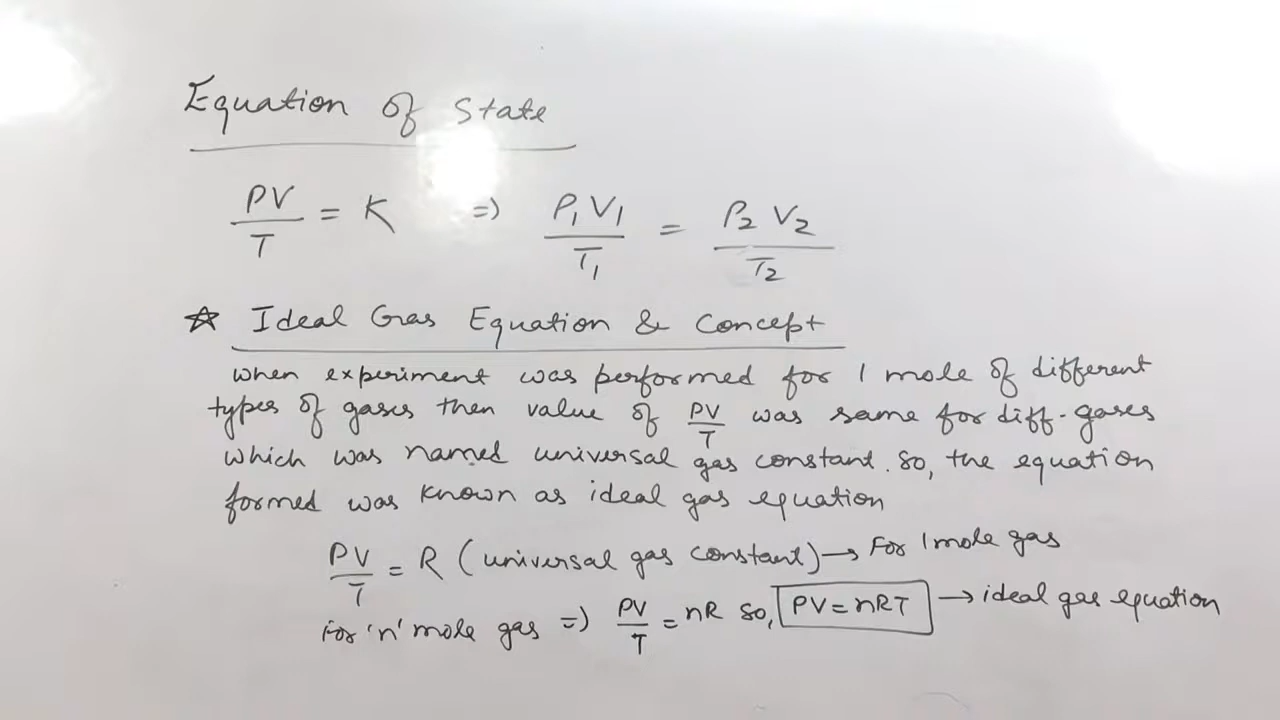 Equation of State
PV/T = K ⇒ P₁V₁/T₁ = P₂V₂/T₂
☆ Ideal Gas Equation & Concept
when experiment was performed for 1 mole of different
types of gases then value of PV/T was same for diff-gases
which was named universal gas constant. So, the equation
formed was known as ideal gas equation
PV/T = R (universal gas constant) → For 1 mole gas
For 'n' mole gas ⇒ PV/T = nR so, PV = nRT → ideal gas equation